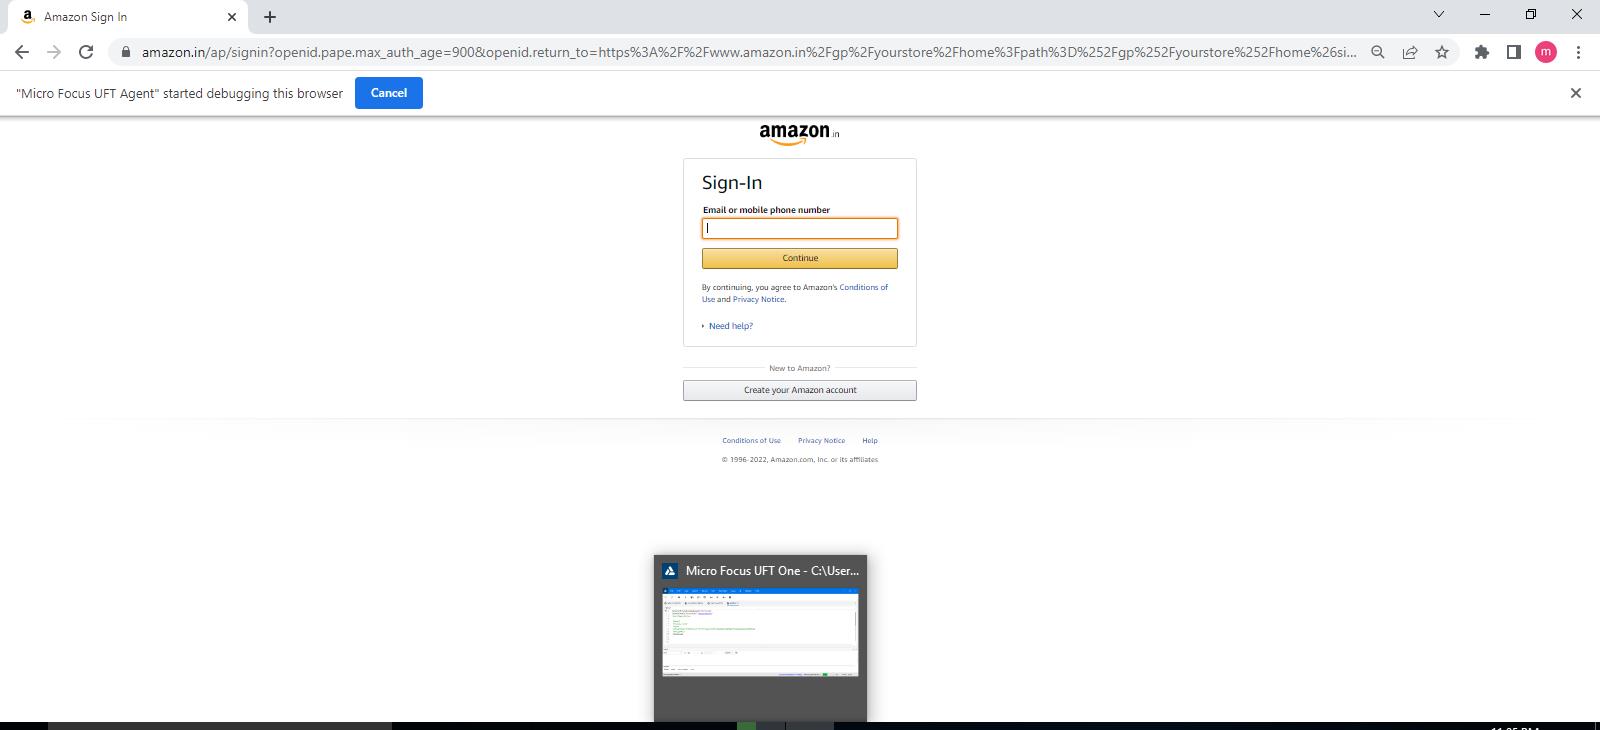 Amazon Sign In
amazon.in/ap/signin?openid.pape.max_auth_age=900&openid.return_to=https%3A%2F%2Fwww.amazon.in%2Fgp%2Fyourstore%2Fhome%3Fpath%3D%252Fgp%252Fyourstore%252Fhome%26si...
m
"Micro Focus UFT Agent" started debugging this browser
Cancel
amazon.in
Sign-In
Email or mobile phone number
Continue
By continuing, you agree to Amazon's Conditions of
Use and Privacy Notice.
Need help?
New to Amazon?
Create your Amazon account
Conditions of Use Privacy Notice Help
© 1996-2022, Amazon.com, Inc. or its affiliates
Micro Focus UFT One - C:\User...